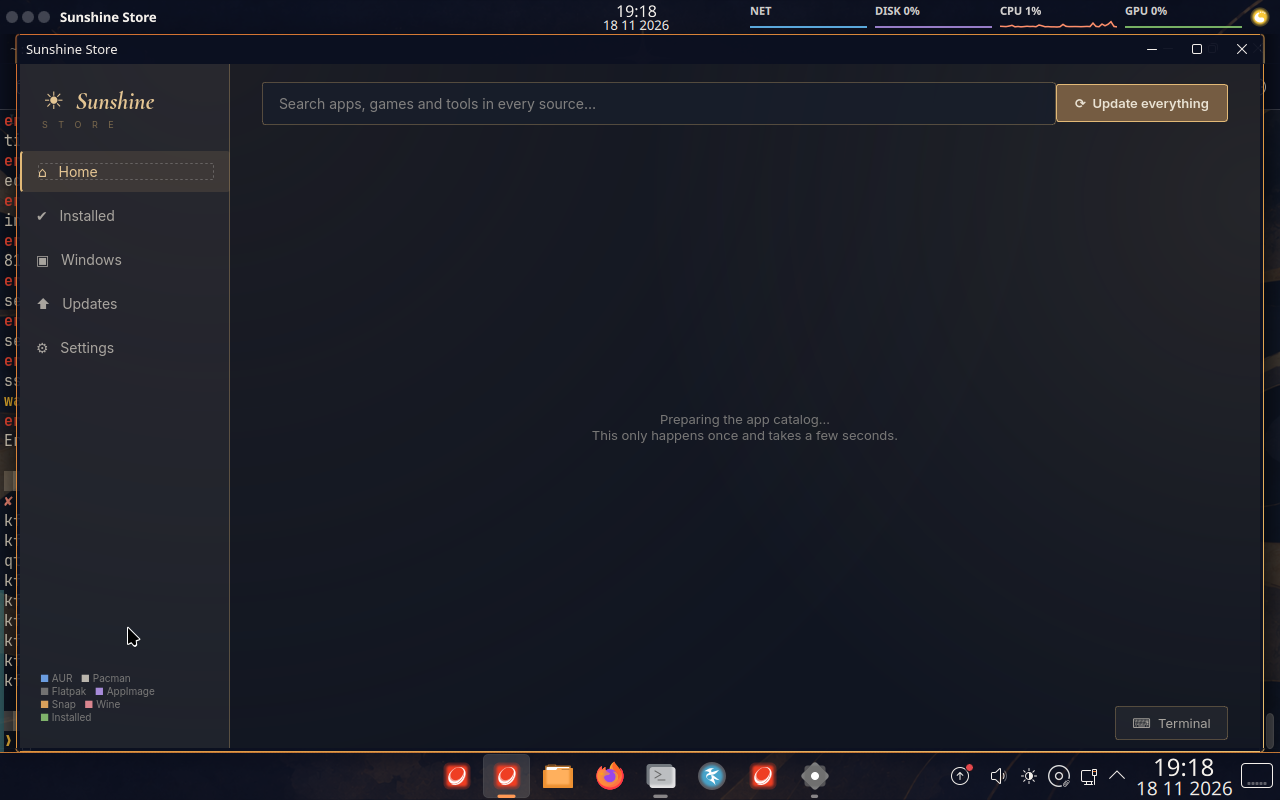 Sunshine Store
19:18
18 11 2026
NET
DISK 0%
CPU 1%
GPU 0%
Sunshine Store
Sunshine
STORE
Search apps, games and tools in every source...
Update everything
Home
Installed
Windows
Updates
Settings
Preparing the app catalog...
This only happens once and takes a few seconds.
AUR Pacman
Flatpak AppImage
Snap Wine
Installed
Terminal
19:18
18 11 2026